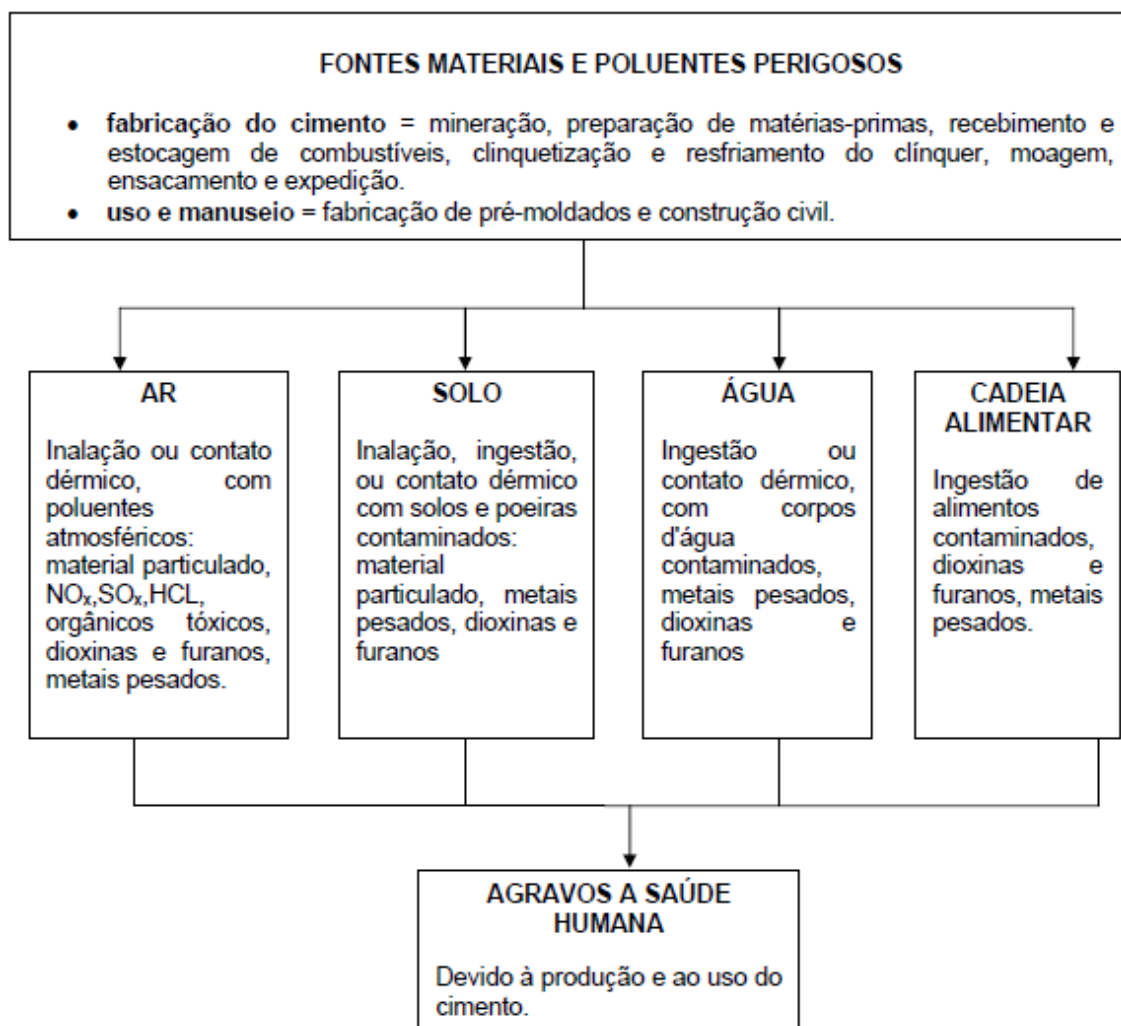 FONTES MATERIAIS E POLUENTES PERIGOSOS
• fabricação do cimento = mineração, preparação de matérias-primas, recebimento e
estocagem de combustíveis, clinquetização e resfriamento do clínquer, moagem,
ensacamento e expedição.
• uso e manuseio = fabricação de pré-moldados e construção civil.
AR
Inalação ou contato
dérmico, com
poluentes
atmosféricos:
material particulado,
NOₓ,SOₓ,HCL,
orgânicos tóxicos,
dioxinas e furanos,
metais pesados.
SOLO
Inalação, ingestão,
ou contato dérmico
com solos e poeiras
contaminados:
material
particulado, metais
pesados, dioxinas e
furanos
ÁGUA
Ingestão ou
contato dérmico,
com corpos
d'água
contaminados,
metais pesados,
dioxinas e
furanos
CADEIA
ALIMENTAR
Ingestão de
alimentos
contaminados,
dioxinas e
furanos, metais
pesados.
AGRAVOS A SAÚDE
HUMANA
Devido à produção e ao uso do
cimento.